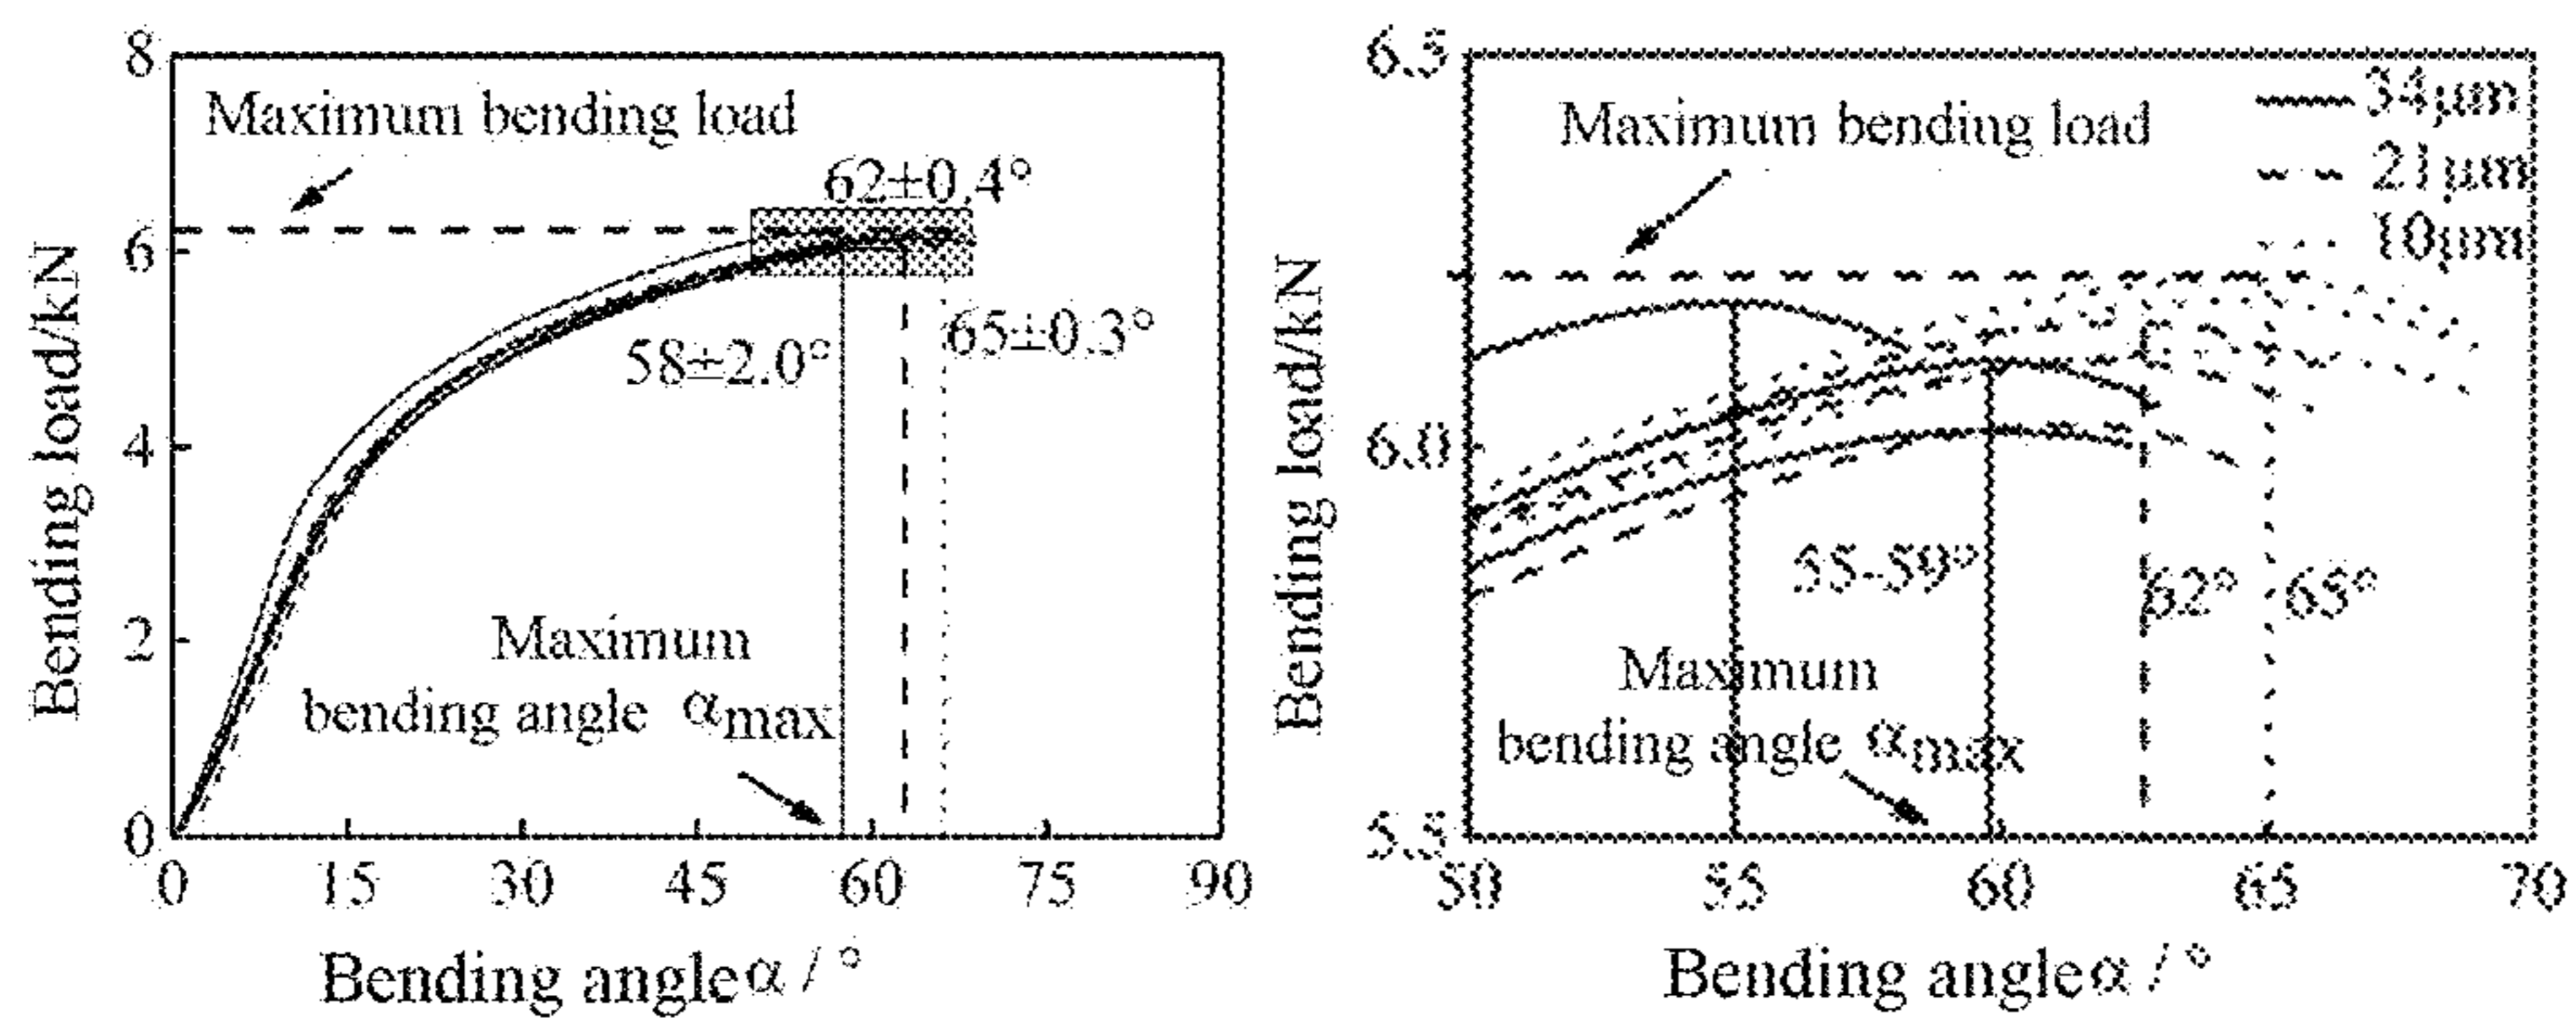 8
Maximum bending load
62±0.4°
6
65±0.3°
58±2.0°
4
Bending load/kN
2
Maximum
bending angle αmax
0
0 15 30 45 60 75 90
Bending angleα / °
6.5
34μm
Maximum bending load
21μm
10μm
6.0
Bending load/kN
55-59°
62° 65°
Maximum
bending angle αmax
5.5
50 55 60 65 70
Bending angleα / °